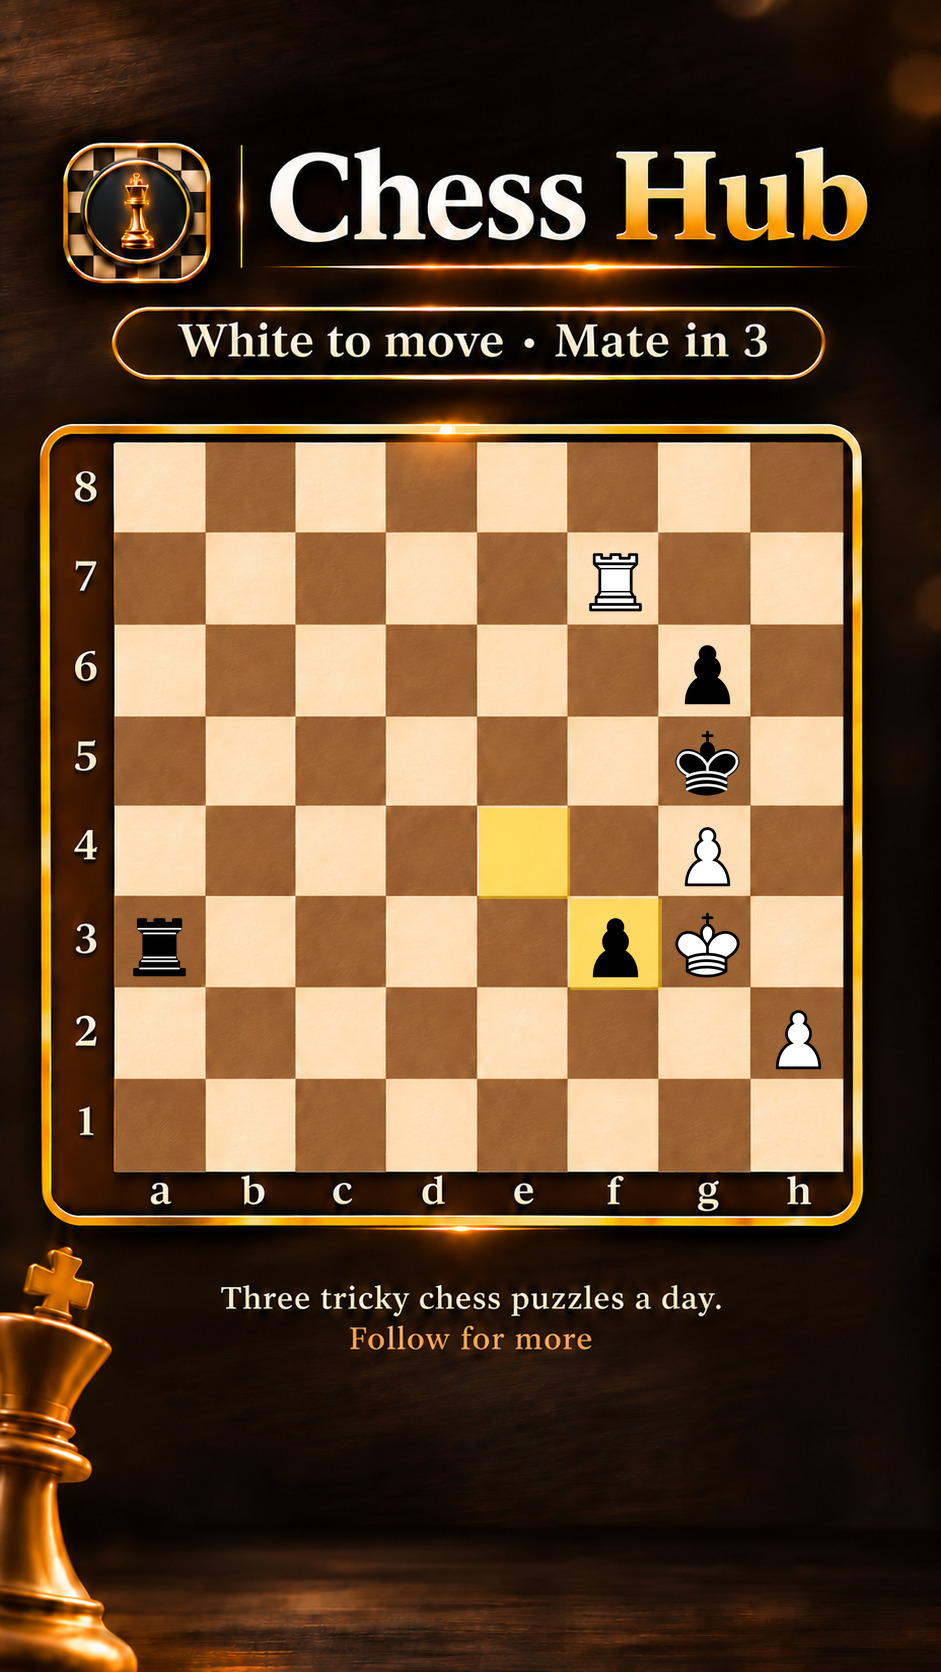 Chess Hub
White to move • Mate in 3
8
7
6
5
4
3
2
1
a b c d e f g h
Three tricky chess puzzles a day.
Follow for more